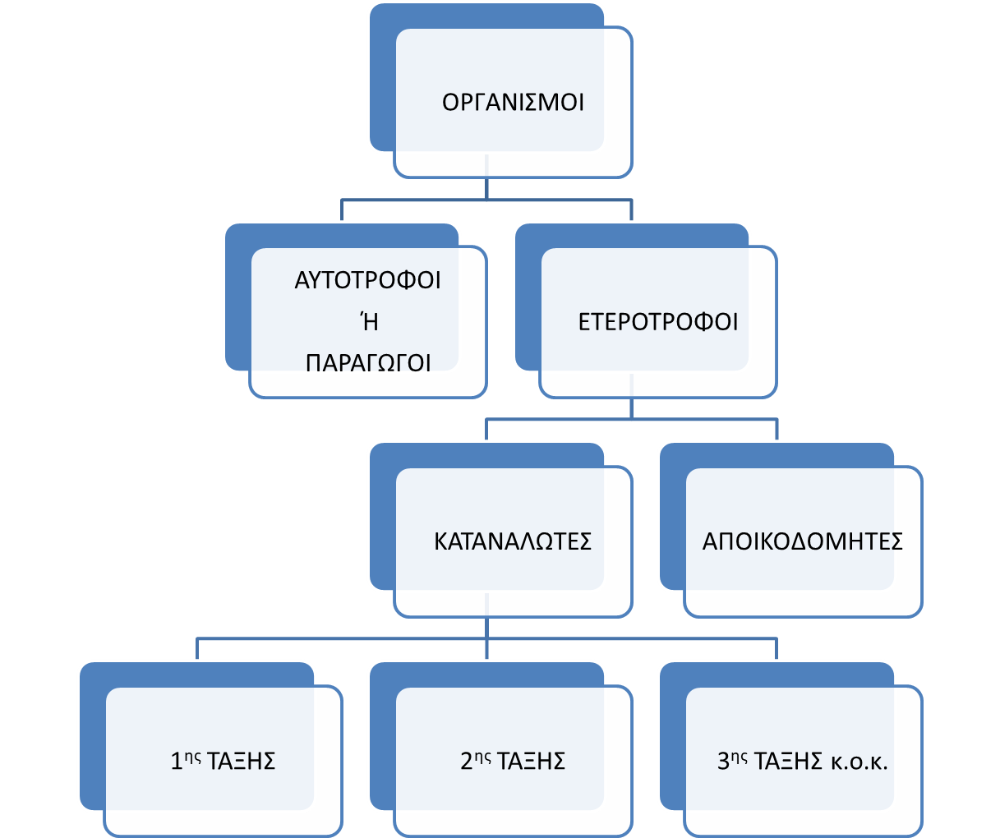 ΟΡΓΑΝΙΣΜΟΙ
ΑΥΤΟΤΡΟΦΟΙ
Ή
ΠΑΡΑΓΩΓΟΙ
ΕΤΕΡΟΤΡΟΦΟΙ
ΚΑΤΑΝΑΛΩΤΕΣ
ΑΠΟΙΚΟΔΟΜΗΤΕΣ
1ης ΤΑΞΗΣ
2ης ΤΑΞΗΣ
3ης ΤΑΞΗΣ κ.ο.κ.